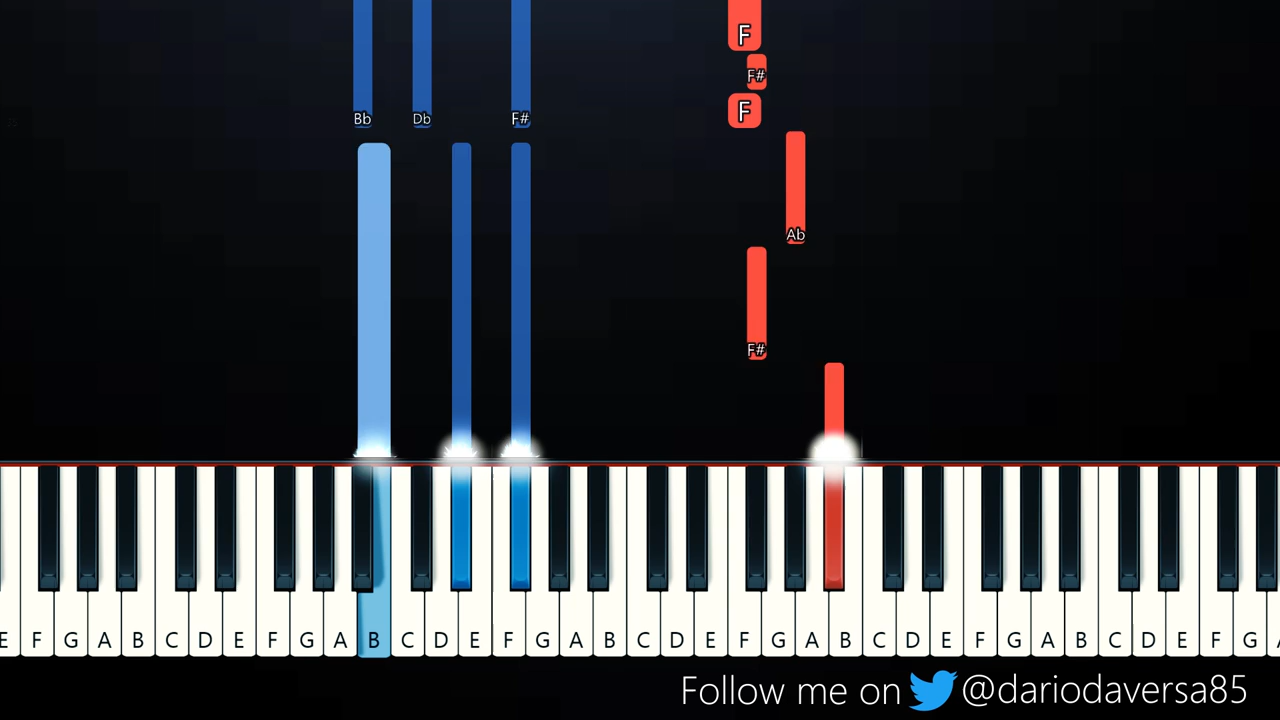 F
F#
Bb Db F# F
Ab
F#
E F G A B C D E F G A B C D E F G A B C D E F G A B C D E F G A B C D E F G A
Follow me on @dariodaversa85